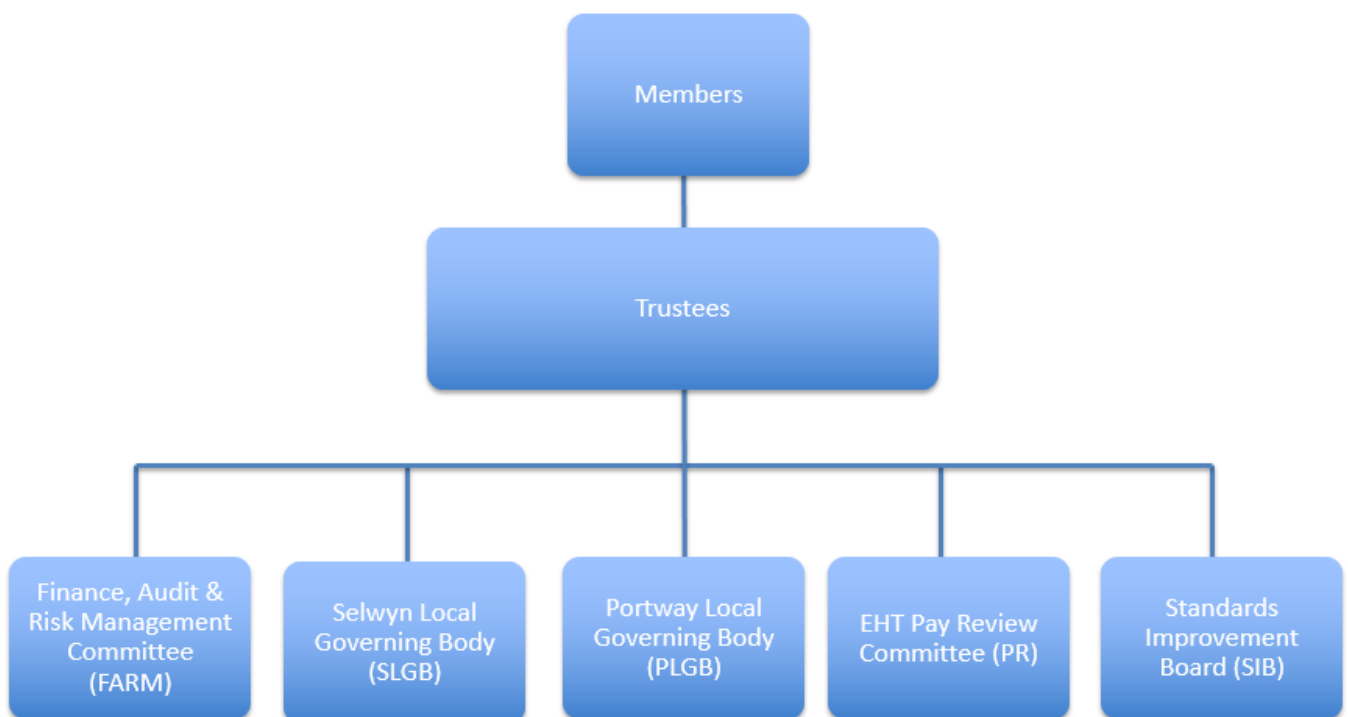 Members
Trustees
Finance, Audit &
Risk Management
Committee
(FARM)
Selwyn Local
Governing Body
(SLGB)
Portway Local
Governing Body
(PLGB)
EHT Pay Review
Committee (PR)
Standards
Improvement
Board (SIB)